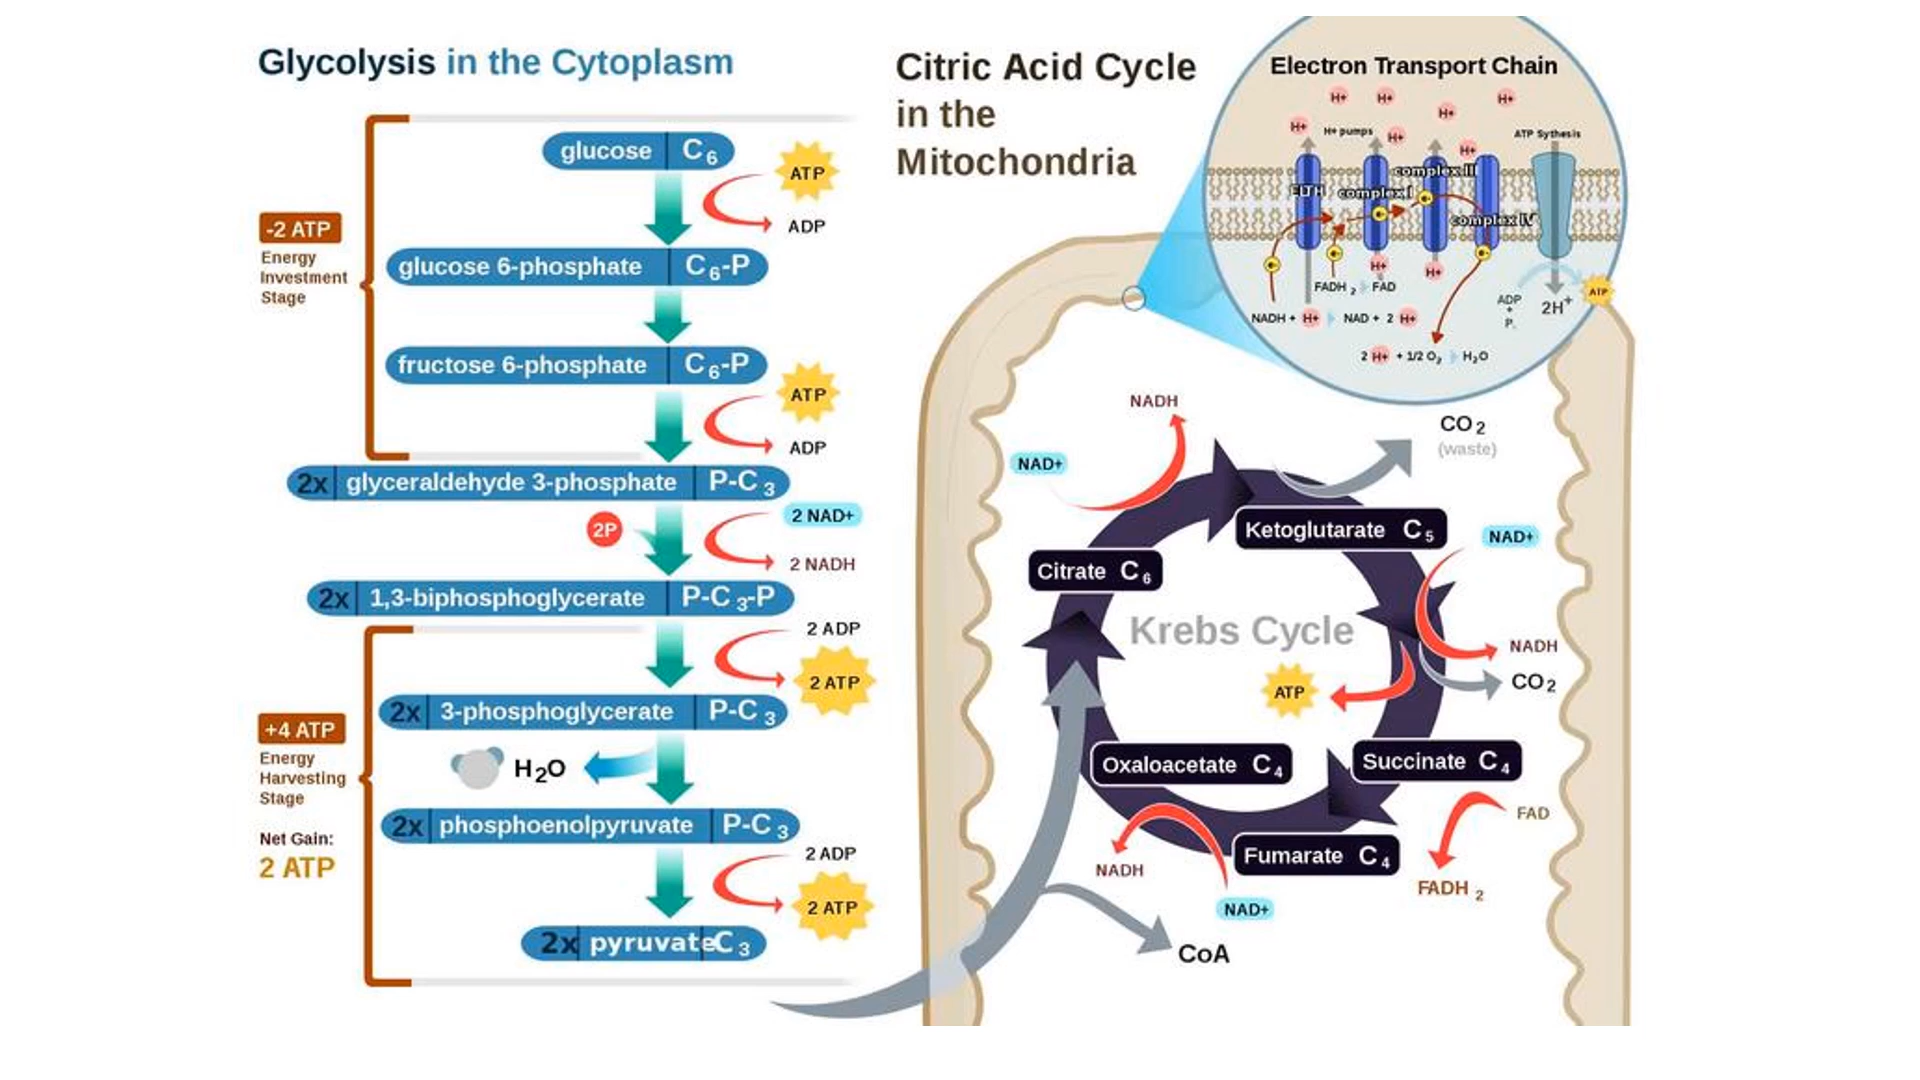 Glycolysis in the Cytoplasm
glucose C6
ATP
ADP
-2 ATP
Energy
Investment
Stage
glucose 6-phosphate C6-P
fructose 6-phosphate C6-P
ATP
ADP
2x glyceraldehyde 3-phosphate P-C3
2P
2 NAD+
2 NADH
2x 1,3-biphosphoglycerate P-C3-P
2 ADP
2 ATP
2x 3-phosphoglycerate P-C3
+4 ATP
Energy
Harvesting
Stage
H2O
2x phosphoenolpyruvate P-C3
Net Gain:
2 ATP
2 ADP
2 ATP
2x pyruvate C3
Citric Acid Cycle
in the
Mitochondria
Electron Transport Chain
H+
H+
H+
H+
H+
H+ pumps
H+
H+
ATP Sythesis
complex I
complex III
complex IV
e-
e-
e-
e-
e-
H+
H+
FADH2 FAD
NADH + H+ NAD + 2 H+
2 H+ + 1/2 O2 H2O
ADP
+
P
2H+
ATP
NADH
NAD+
CO2
(waste)
Ketoglutarate C5
NAD+
Citrate C6
Krebs Cycle
NADH
CO2
ATP
Oxaloacetate C4
Succinate C4
FAD
Fumarate C4
NADH
FADH2
NAD+
CoA